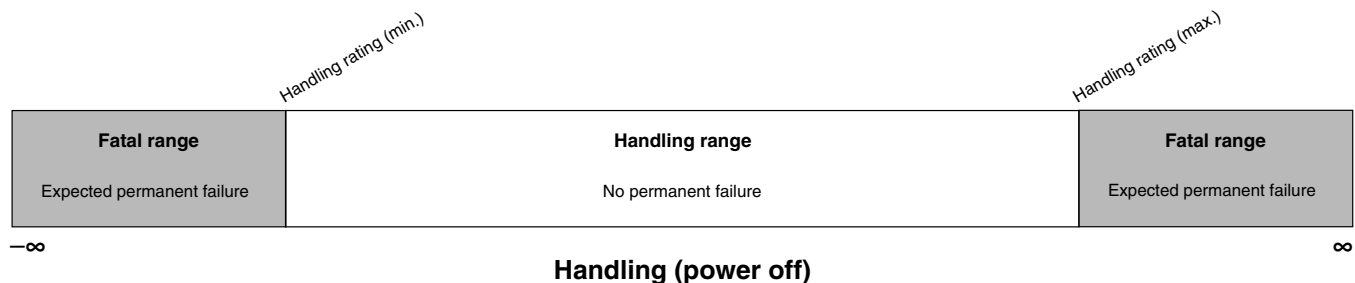 Handling rating (min.)
Handling rating (max.)
Fatal range
Handling range
Fatal range
Expected permanent failure
No permanent failure
Expected permanent failure
–∞
∞
Handling (power off)